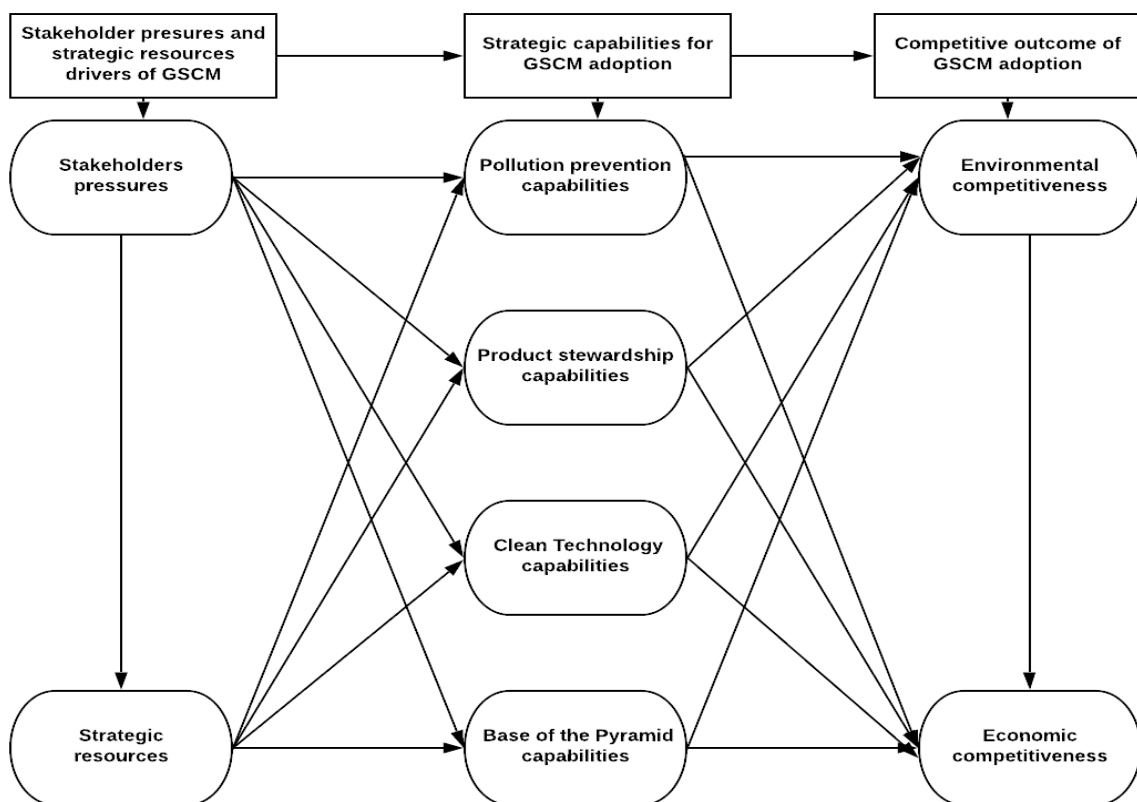 Stakeholder presures and
strategic resources
drivers of GSCM
Strategic capabilities for
GSCM adoption
Competitive outcome of
GSCM adoption
Stakeholders
pressures
Pollution prevention
capabilities
Environmental
competitiveness
Product stewardship
capabilities
Clean Technology
capabilities
Strategic
resources
Base of the Pyramid
capabilities
Economic
competitiveness